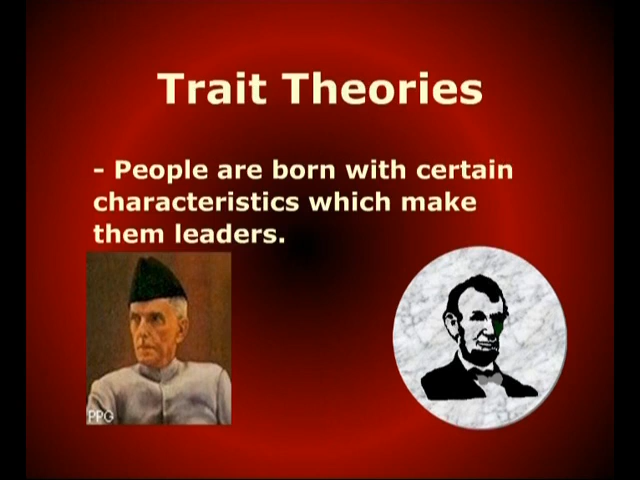 Trait Theories
- People are born with certain
characteristics which make
them leaders.
PPG